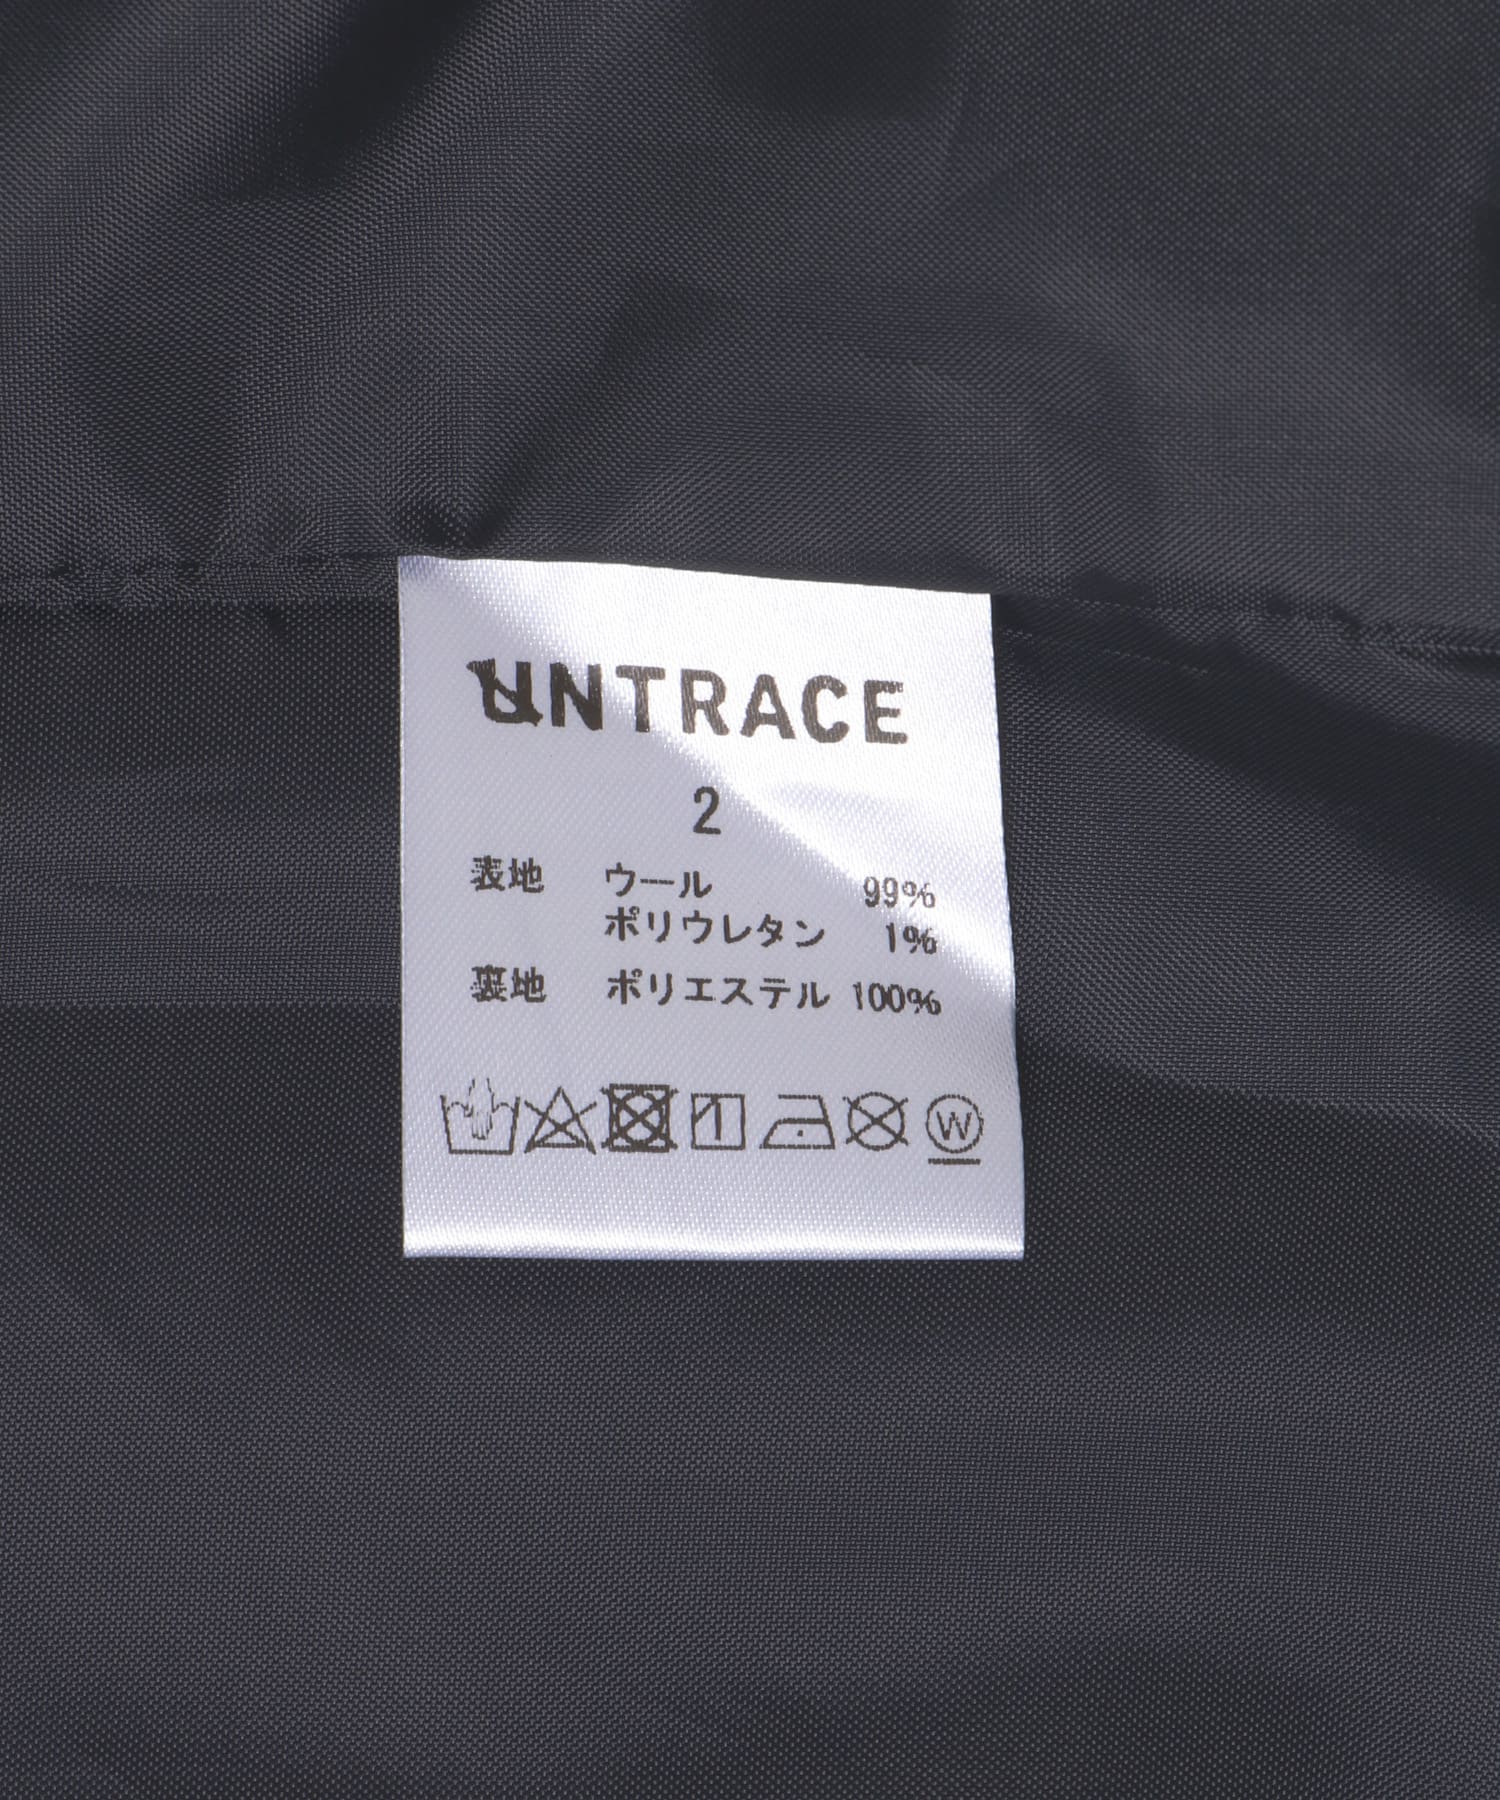 UNTRACE
2
表地 ウール 99%
ポリウレタン 1%
裏地 ポリエステル 100%
W